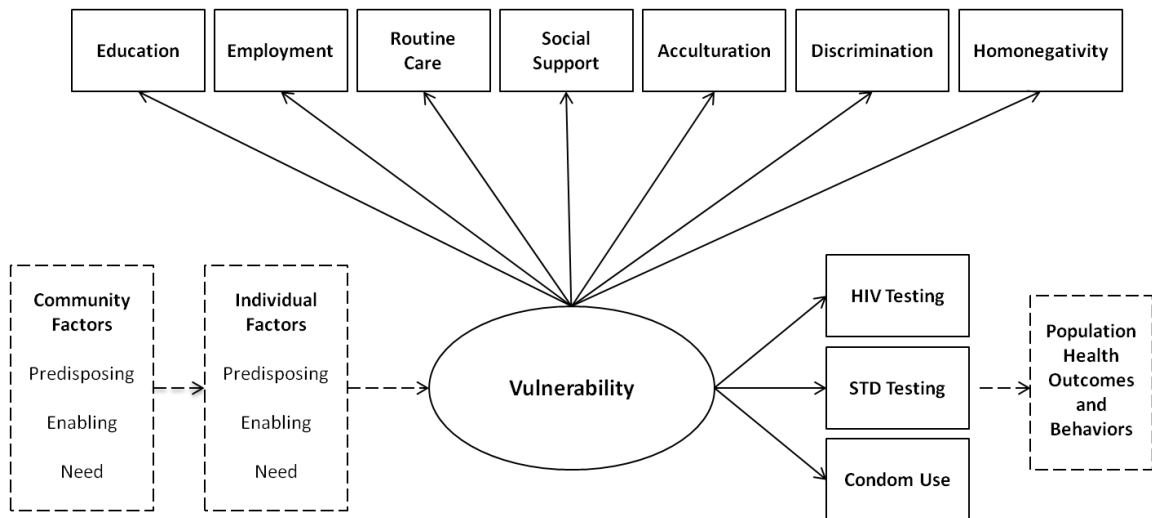 Education
Employment
Routine
Care
Social
Support
Acculturation
Discrimination
Homonegativity
Community
Factors
Predisposing
Enabling
Need
Individual
Factors
Predisposing
Enabling
Need
Vulnerability
HIV Testing
STD Testing
Condom Use
Population
Health
Outcomes
and
Behaviors